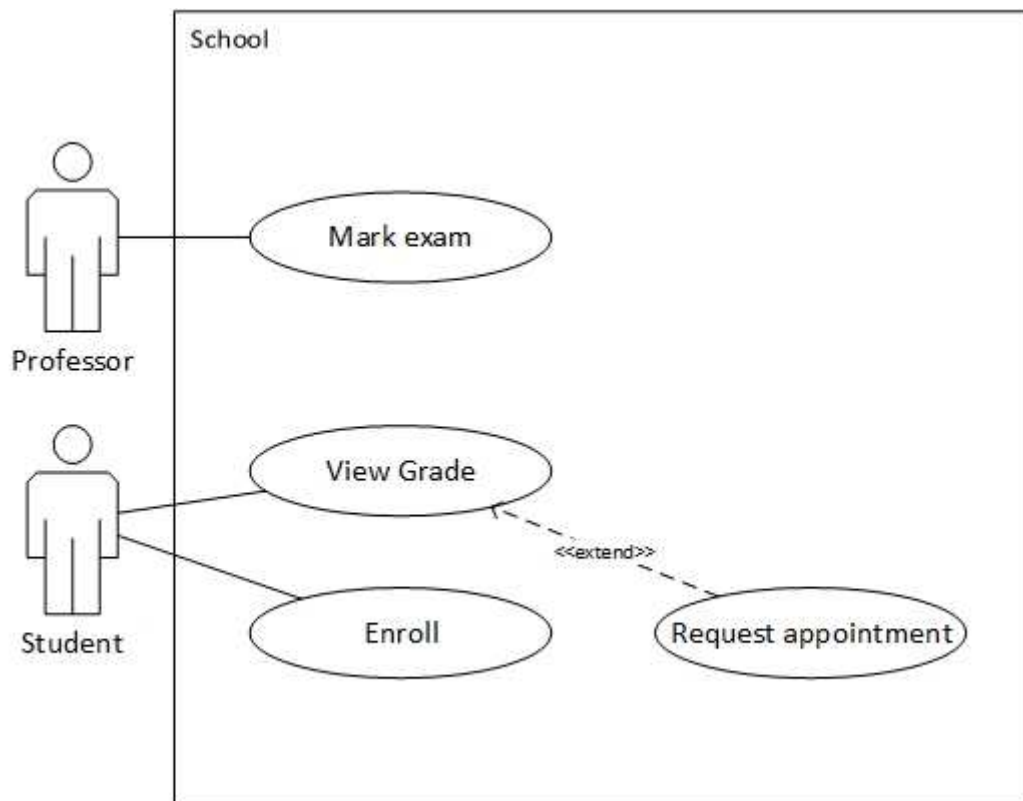 School
Mark exam
Professor
View Grade
<<extend>>
Enroll
Request appointment
Student